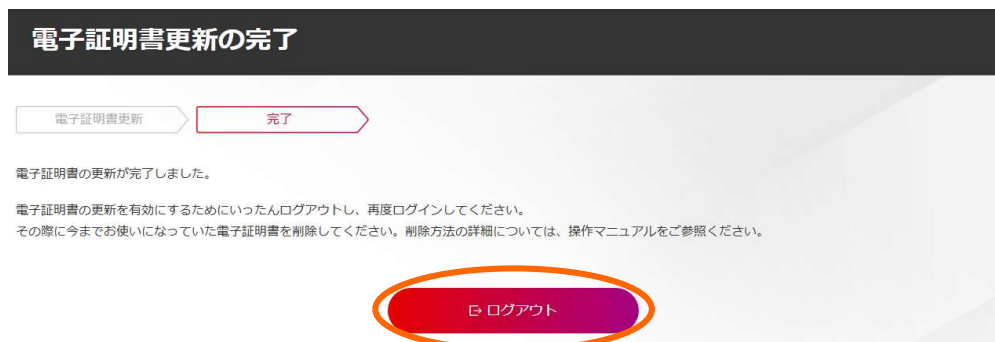 電子証明書更新の完了
電子証明書更新
完了
電子証明書の更新が完了しました。
電子証明書の更新を有効にするためにいったんログアウトし、再度ログインしてください。
その際に今までお使いになっていた電子証明書を削除してください。削除方法の詳細については、操作マニュアルをご参照ください。
ログアウト